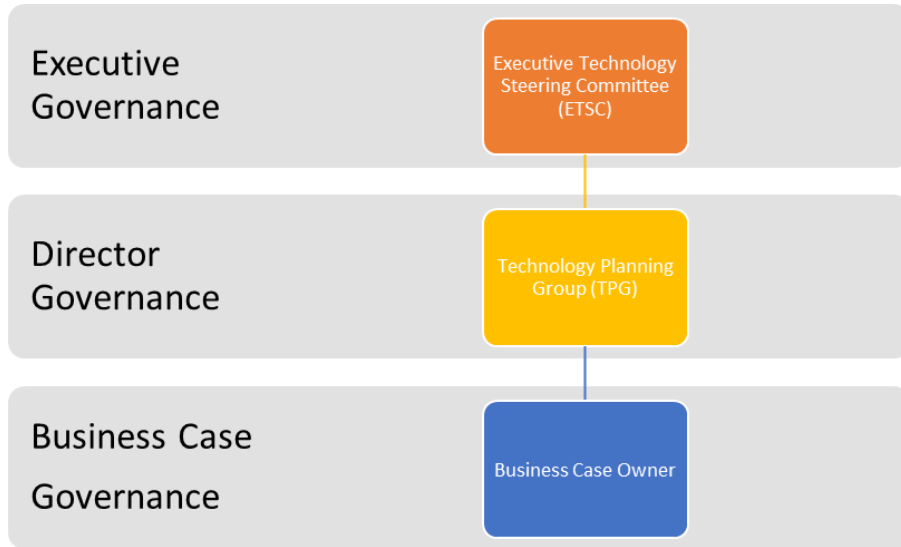 Executive
Governance
Executive Technology
Steering Committee
(ETSC)
Director
Governance
Technology Planning
Group (TPG)
Business Case
Governance
Business Case Owner